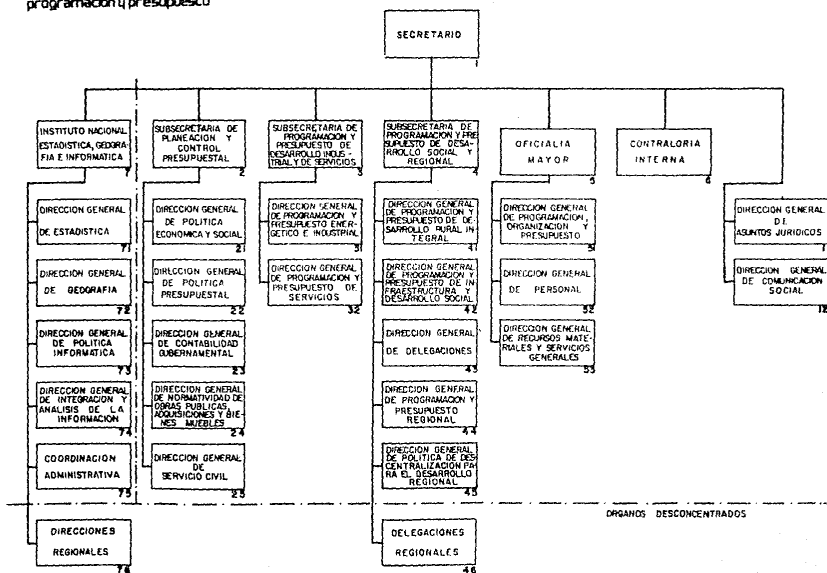 programación y presupuesto
SECRETARIO
1
INSTITUTO NACIONAL
ESTADISTICA, GEOGRA-
FIA E INFORMATICA
7
SUBSECRETARIA DE
PLANEACION Y
CONTROL
PRESUPUESTAL
2
SUBSECRETARIA DE
PROGRAMACION Y
PRESUPUESTO DE
DESARROLLO INDUS-
TRIAL Y DE SERVICIOS
3
SUBSECRETARIA DE
PROGRAMACION Y PRE
SUPUESTO DE DESA-
RROLLO SOCIAL Y
REGIONAL
4
OFICIALIA
MAYOR
5
CONTRALORIA
INTERNA
6
DIRECCION GENERAL
DE ESTADISTICA
71
DIRECCION GENERAL
DE POLITICA
ECONOMICA Y SOCIAL
21
DIRECCION GENERAL
DE PROGRAMACION Y
PRESUPUESTO ENER-
GETICO E INDUSTRIAL
31
DIRECCION GENERAL
DE PROGRAMACION Y
PRESUPUESTO DE DE-
SARROLLO RURAL IN-
TEGRAL
41
DIRECCION GENERAL
DE PROGRAMACION,
ORGANIZACION Y
PRESUPUESTO
51
DIRECCION GENERAL
DE
ASUNTOS JURIDICOS
DIRECCION GENERAL
DE GEOGRAFIA
72
DIRECCION GENERAL
DE POLITICA
PRESUPUESTAL
22
DIRECCION GENERAL
DE PROGRAMACION Y
PRESUPUESTO DE
SERVICIOS
32
DIRECCION GENERAL
DE PROGRAMACION Y
PRESUPUESTO DE IN-
FRAESTRUCTURA Y
DESARROLLO SOCIAL
42
DIRECCION GENERAL
DE PERSONAL
52
DIRECCION GENERAL
DE COMUNICACION
SOCIAL
12
DIRECCION GENERAL
DE POLITICA
INFORMATICA
73
DIRECCION GENERAL
DE CONTABILIDAD
GUBERNAMENTAL
23
DIRECCION GENERAL
DE DELEGACIONES
43
DIRECCION GENERAL
DE RECURSOS MATE-
RIALES Y SERVICIOS
GENERALES
53
DIRECCION GENERAL
DE INTEGRACION Y
ANALISIS DE LA
INFORMACION
74
DIRECCION GENERAL
DE NORMATIVIDAD DE
OBRAS PUBLICAS,
ADQUISICIONES Y BIE-
NES MUEBLES
24
DIRECCION GENERAL
DE PROGRAMACION Y
PRESUPUESTO
REGIONAL
44
COORDINACION
ADMINISTRATIVA
75
DIRECCION GENERAL
DE
SERVICIO CIVIL
25
DIRECCION GENERAL
DE POLITICA DE DES-
CENTRALIZACION PA-
RA EL DESARROLLO
REGIONAL
45
ORGANOS DESCONCENTRADOS
DIRECCIONES
REGIONALES
76
DELEGACIONES
REGIONALES
46